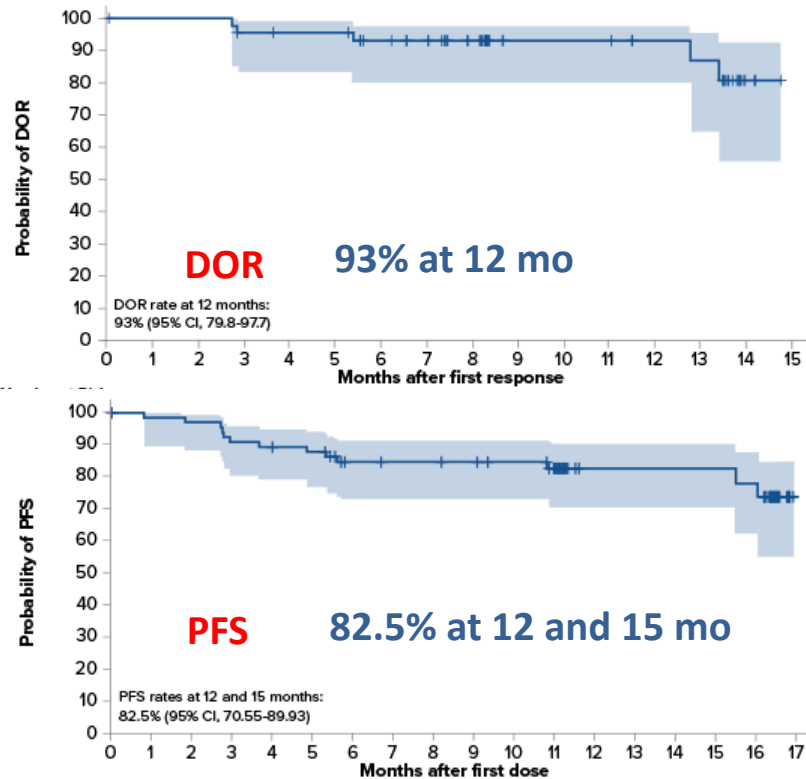 100
90
80
70
60
50
40
30
20
10
0
Probability of DOR
DOR 93% at 12 mo
DOR rate at 12 months:
93% (95% CI, 79.8-97.7)
0 1 2 3 4 5 6 7 8 9 10 11 12 13 14 15
Months after first response
100
90
80
70
60
50
40
30
20
10
0
Probability of PFS
PFS 82.5% at 12 and 15 mo
PFS rates at 12 and 15 months:
82.5% (95% CI, 70.55-89.93)
0 1 2 3 4 5 6 7 8 9 10 11 12 13 14 15 16 17
Months after first dose